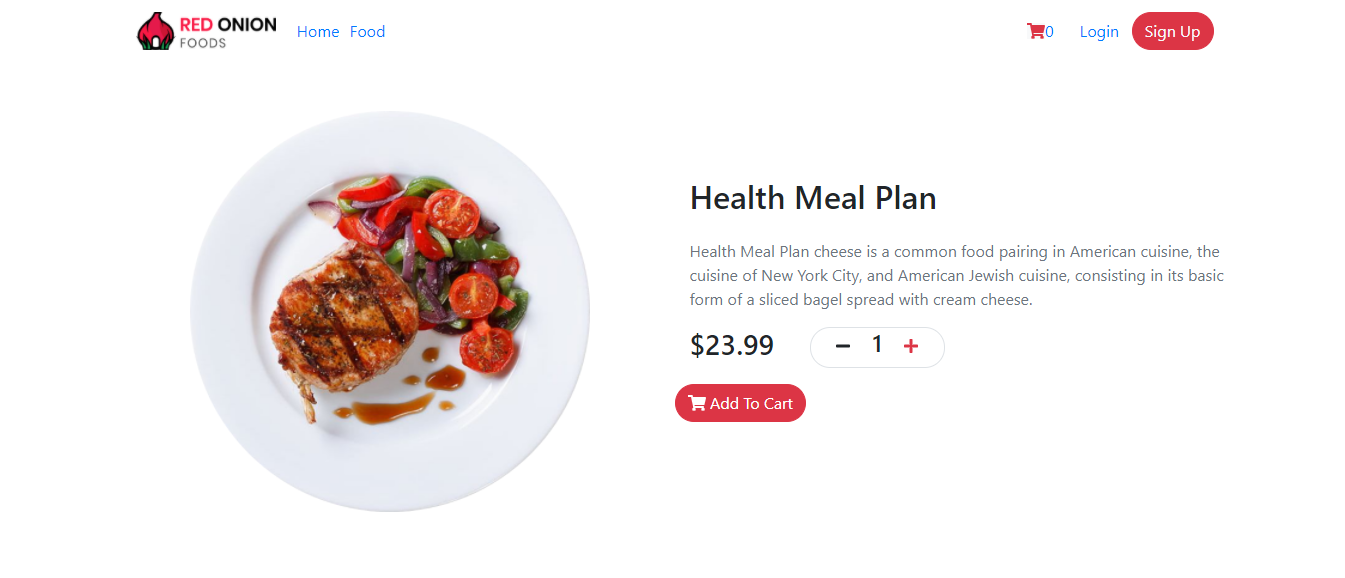 RED ONION
FOODS
Home Food
0 Login Sign Up
Health Meal Plan
Health Meal Plan cheese is a common food pairing in American cuisine, the
cuisine of New York City, and American Jewish cuisine, consisting in its basic
form of a sliced bagel spread with cream cheese.
$23.99 - 1 +
Add To Cart